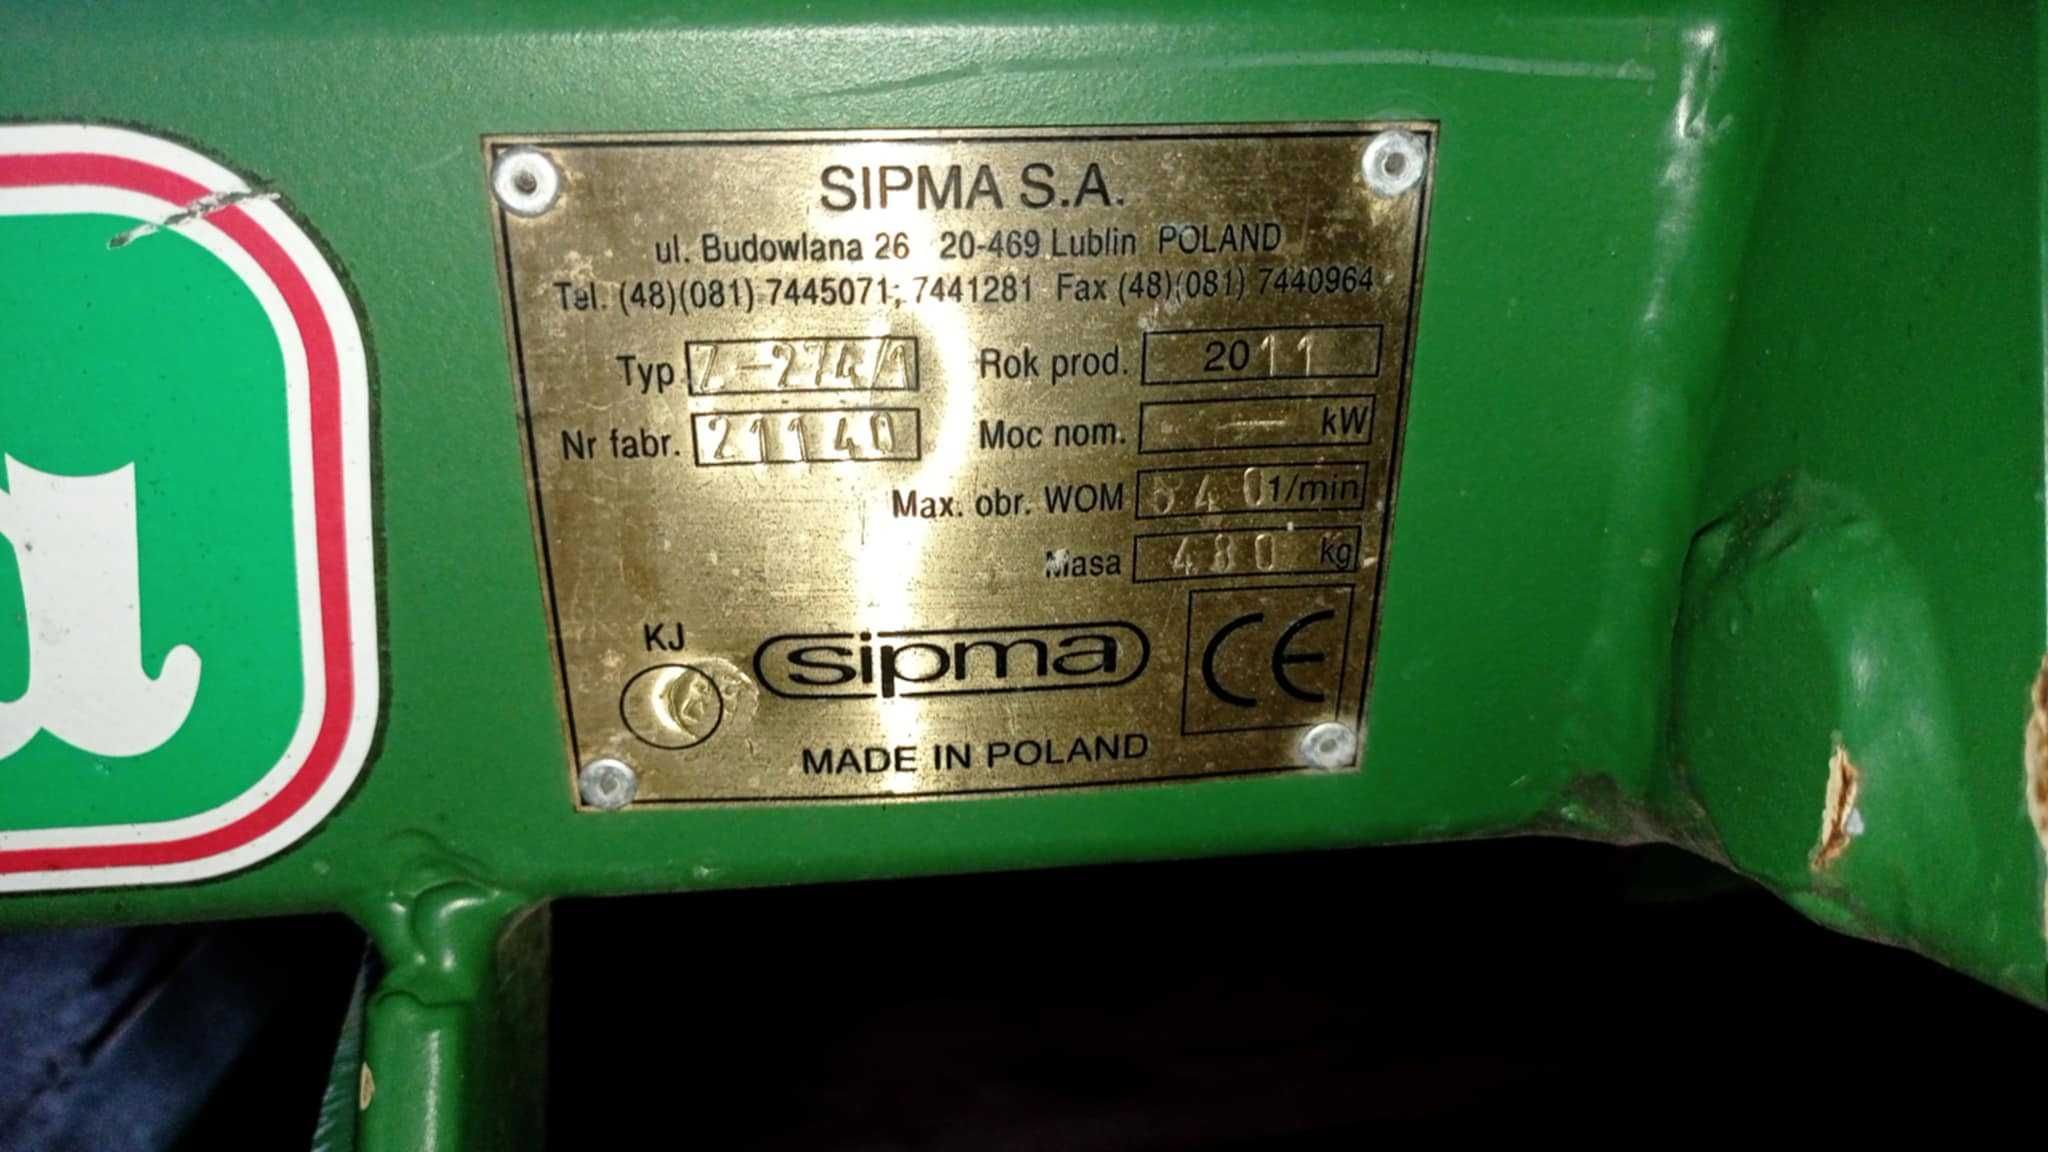 SIPMA S.A.
ul. Budowlana 26 20-469 Lublin POLAND
Tel. (48)(081) 7445071; 7441281 Fax (48)(081) 7440964
Typ Z-274/1 Rok prod. 2011
Nr fabr. 21140 Moc nom. — kW
Max. obr. WOM 540 1/min
Masa 480 kg
KJ
sipma
CE
MADE IN POLAND